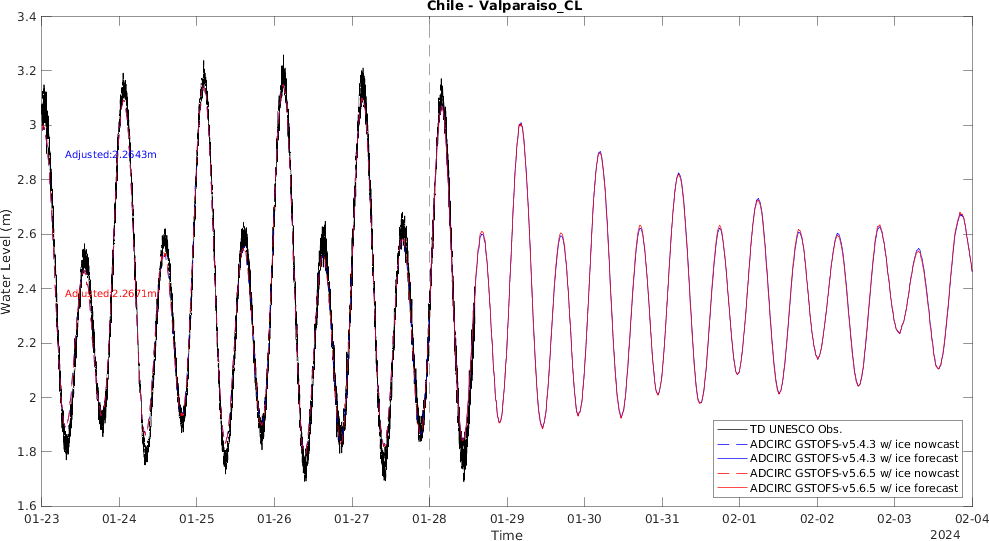 Chile - Valparaiso_CL
3.4
3.2
3
2.8
2.6
2.4
2.2
2
1.8
1.6
Water Level (m)
Adjusted:2.2643m
Adjusted:2.2671m
TD UNESCO Obs.
ADCIRC GSTOFS-v5.4.3 w/ ice nowcast
ADCIRC GSTOFS-v5.4.3 w/ ice forecast
ADCIRC GSTOFS-v5.6.5 w/ ice nowcast
ADCIRC GSTOFS-v5.6.5 w/ ice forecast
01-23 01-24 01-25 01-26 01-27 01-28 01-29 01-30 01-31 02-01 02-02 02-03 02-04
Time
2024